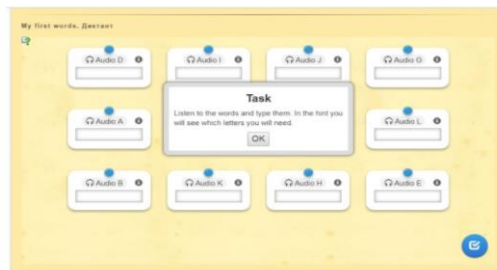 My first words. Диктант
Audio D
Audio I
Audio J
Audio G
Task
Listen to the words and type them. In the hint you
will see which letters you will need.
OK
Audio A
Audio L
Audio B
Audio K
Audio H
Audio E